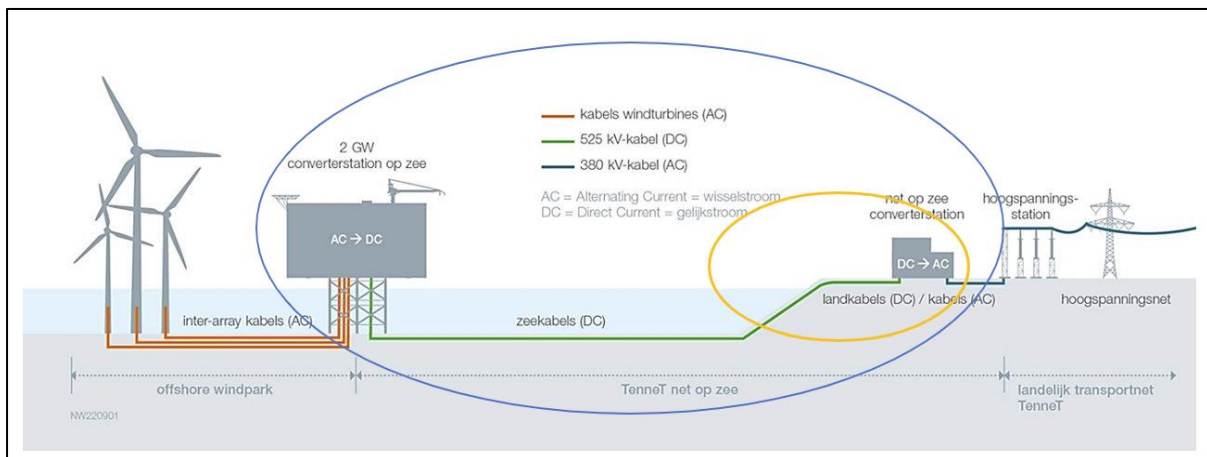 kabels windturbines (AC)
525 kV-kabel (DC)
380 kV-kabel (AC)
AC = Alternating Current = wisselstroom
DC = Direct Current = gelijkstroom
2 GW
converterstation op zee
AC → DC
net op zee
converterstation
DC → AC
hoogspannings-
station
inter-array kabels (AC)
zeekabels (DC)
landkabels (DC) / kabels (AC)
hoogspanningsnet
offshore windpark
TenneT net op zee
landelijk transportnet
TenneT
NW220901